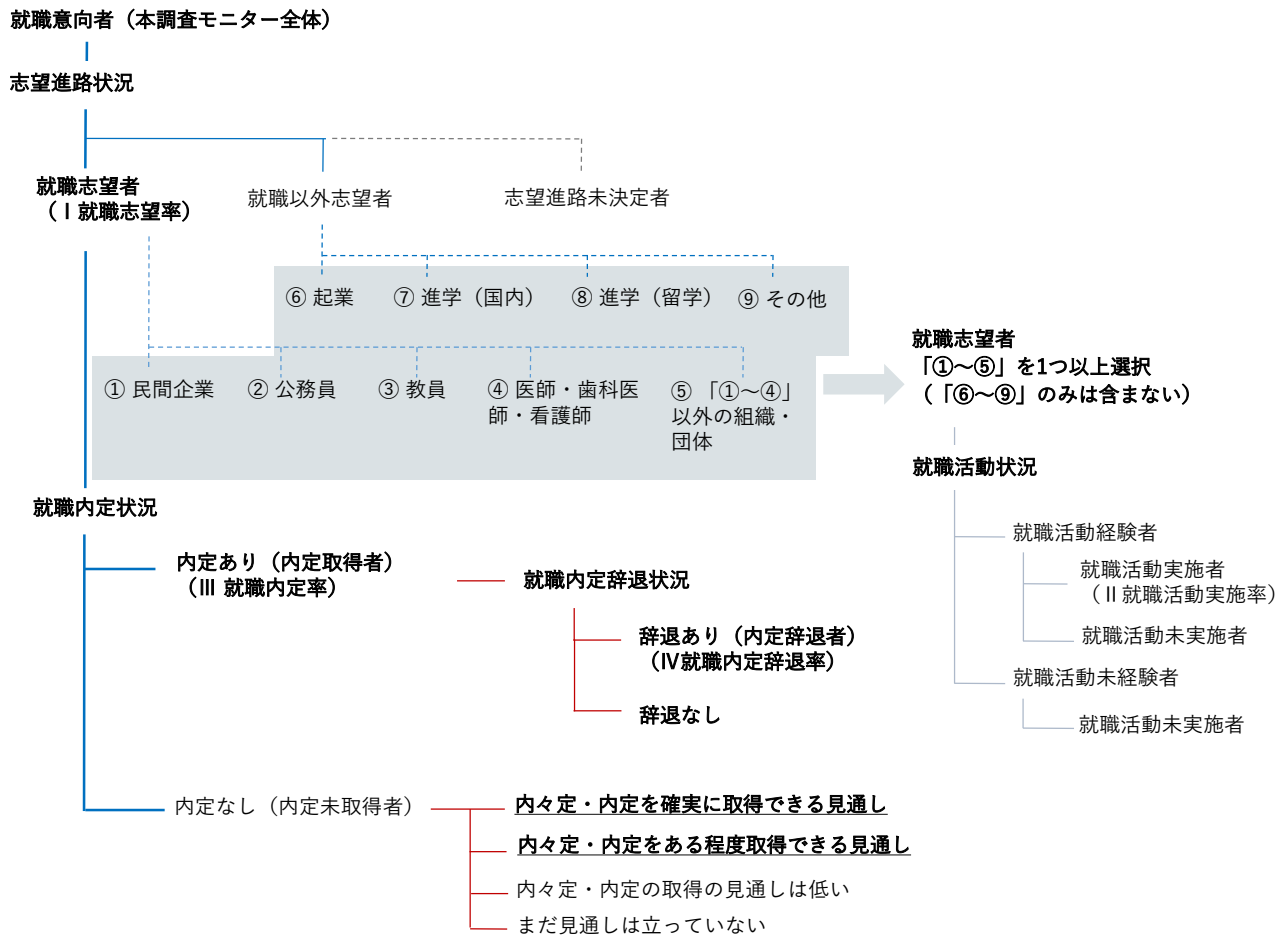 就職意向者（本調査モニター全体）
志望進路状況
就職志望者
（Ⅰ就職志望率）
就職以外志望者
志望進路未決定者
⑥ 起業
⑦ 進学（国内）
⑧ 進学（留学）
⑨ その他
① 民間企業
② 公務員
③ 教員
④ 医師・歯科医
師・看護師
⑤ 「①～④」
以外の組織・
団体
就職志望者
「①～⑤」を1つ以上選択
（「⑥～⑨」のみは含まない）
就職活動状況
就職活動経験者
就職活動実施者
（Ⅱ就職活動実施率）
就職活動未実施者
就職活動未経験者
就職活動未実施者
就職内定状況
内定あり（内定取得者）
（Ⅲ 就職内定率）
就職内定辞退状況
辞退あり（内定辞退者）
（Ⅳ就職内定辞退率）
辞退なし
内定なし（内定未取得者）
内々定・内定を確実に取得できる見通し
内々定・内定をある程度取得できる見通し
内々定・内定の取得の見通しは低い
まだ見通しは立っていない